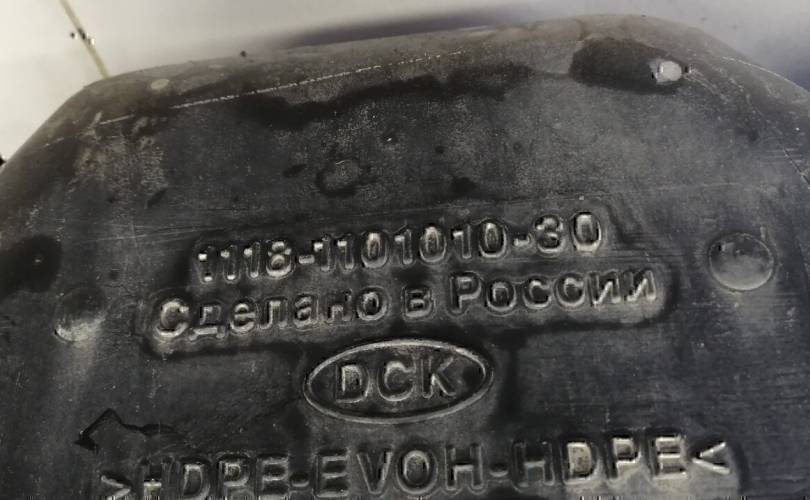 1118-1101010-30
Сделано в России
DCK
>HDPE-EVOH-HDPE<